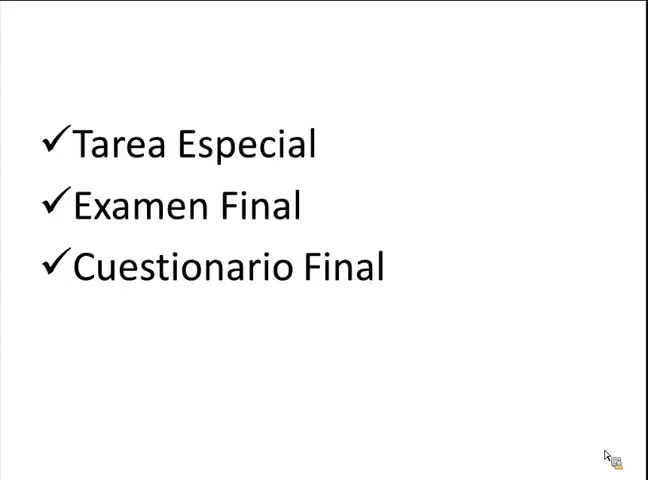 ✓Tarea Especial
✓Examen Final
✓Cuestionario Final